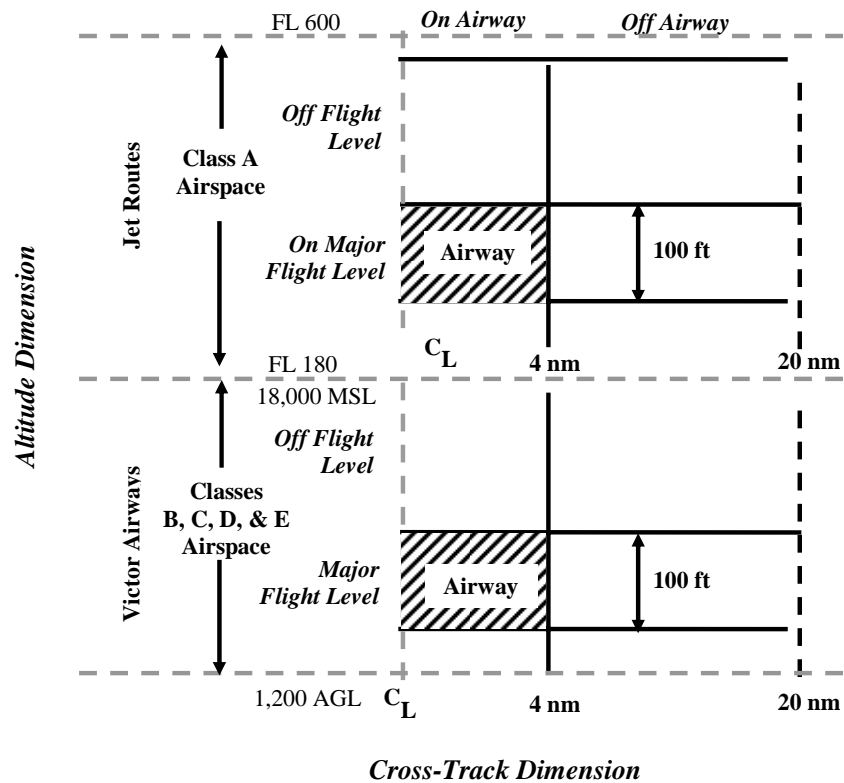 FL 600
On Airway
Off Airway
Off Flight
Level
Class A
Airspace
Jet Routes
On Major
Flight Level
Airway
100 ft
Altitude Dimension
C L
4 nm
20 nm
FL 180
18,000 MSL
Off Flight
Level
Classes
B, C, D, & E
Airspace
Victor Airways
Major
Flight Level
Airway
100 ft
1,200 AGL
C L
4 nm
20 nm
Cross-Track Dimension